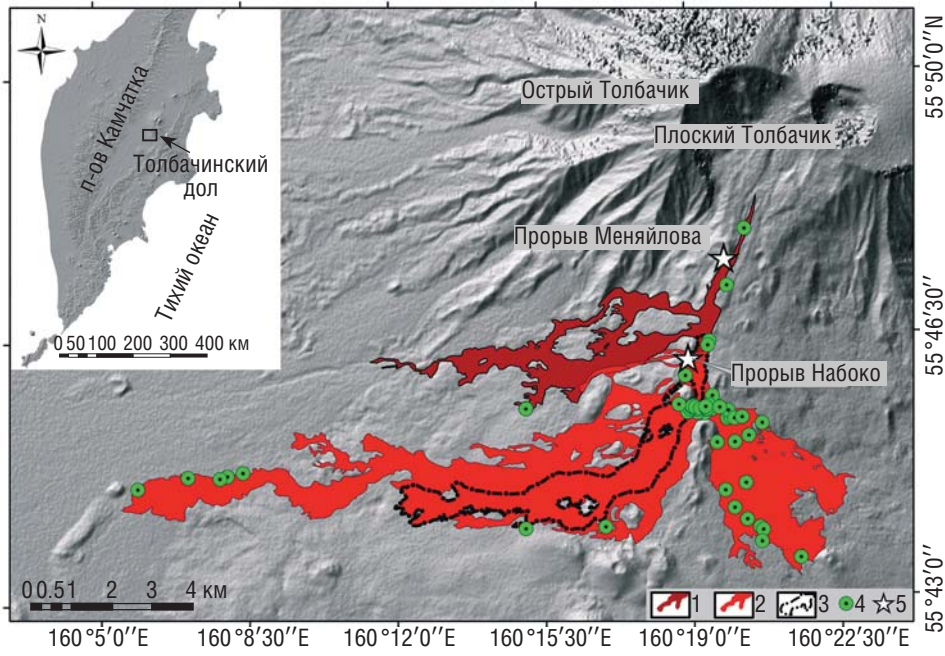 N
п-ов Камчатка
Толбачинский
дол
Тихий океан
0 50 100 200 300 400 км
Острый Толбачик
Плоский Толбачик
Прорыв Меняйлова
Прорыв Набоко
55°50′0′′N
55°46′30′′
55°43′0′′
0 0.5 1 2 3 4 км
1 2 3 4 5
160°5′0′′E 160°8′30′′E 160°12′0′′E 160°15′30′′E 160°19′0′′E 160°22′30′′E